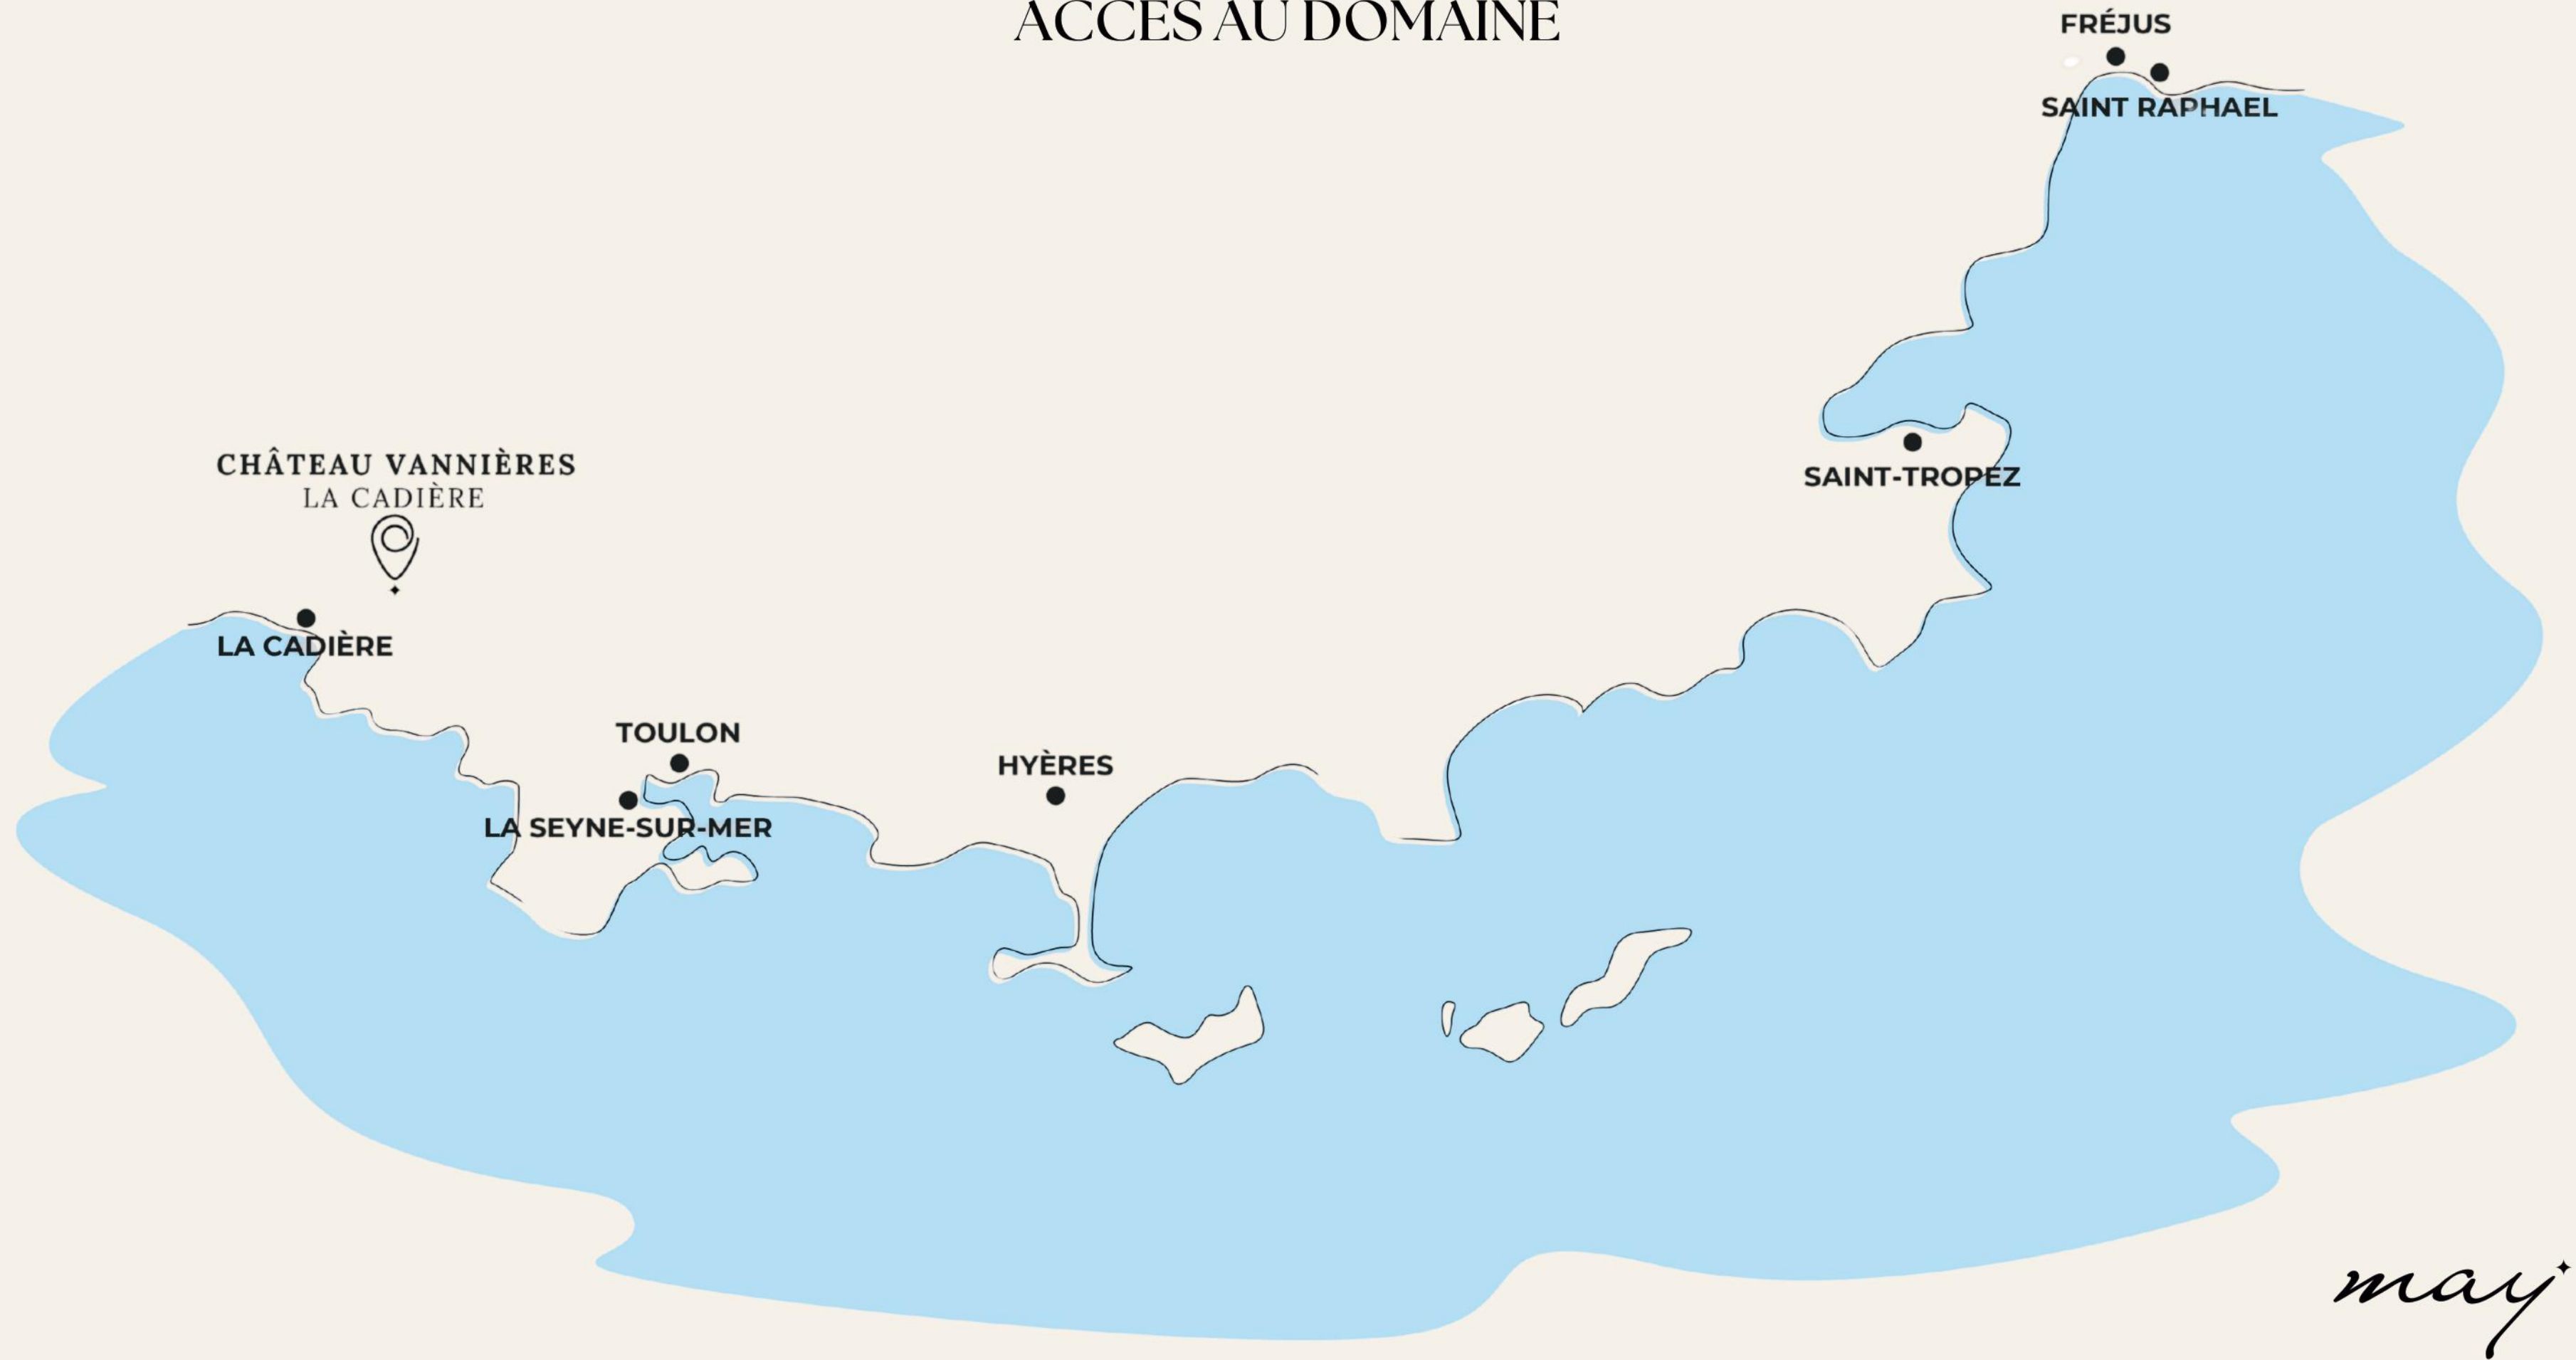 ACCES AU DOMAINE
FRÉJUS
SAINT RAPHAEL
SAINT-TROPEZ
CHÂTEAU VANNIÈRES
LA CADIÈRE
LA CADIÈRE
TOULON
HYÈRES
LA SEYNE-SUR-MER
may